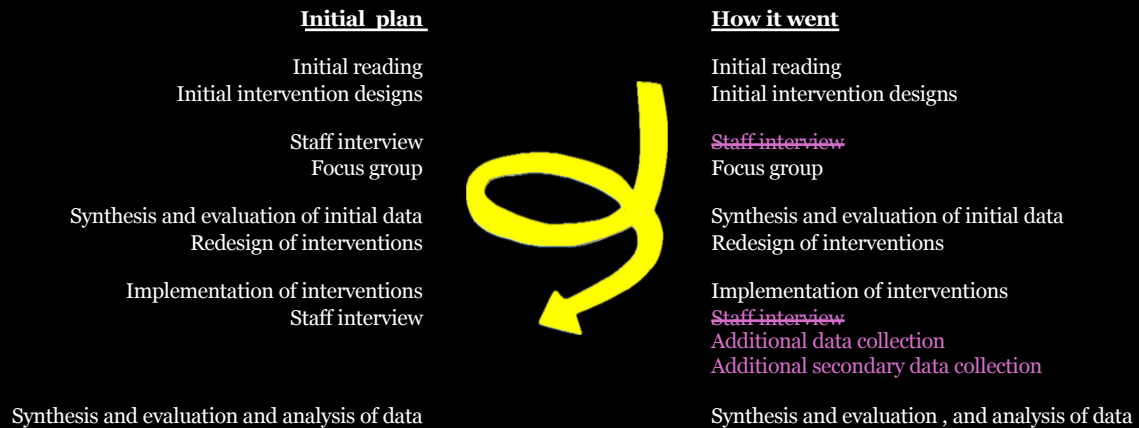 Initial plan
Initial reading
Initial intervention designs
Staff interview
Focus group
Synthesis and evaluation of initial data
Redesign of interventions
Implementation of interventions
Staff interview
Synthesis and evaluation and analysis of data
How it went
Initial reading
Initial intervention designs
Staff interview
Focus group
Synthesis and evaluation of initial data
Redesign of interventions
Implementation of interventions
Staff interview
Additional data collection
Additional secondary data collection
Synthesis and evaluation , and analysis of data